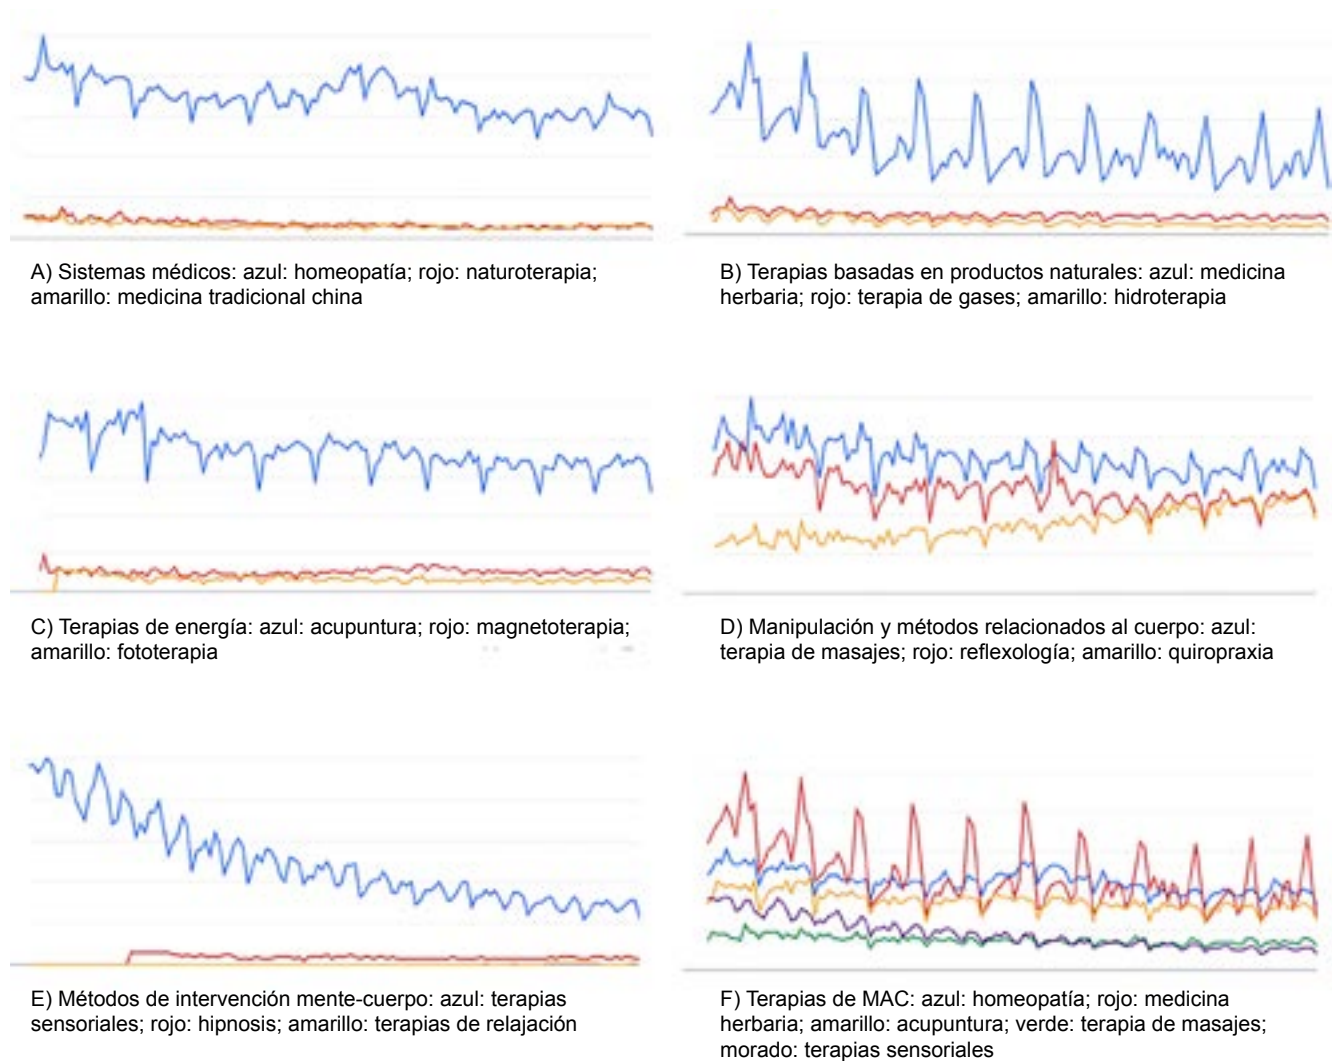 A) Sistemas médicos: azul: homeopatía; rojo: naturoterapia;
amarillo: medicina tradicional china
B) Terapias basadas en productos naturales: azul: medicina
herbaria; rojo: terapia de gases; amarillo: hidroterapia
C) Terapias de energía: azul: acupuntura; rojo: magnetoterapia;
amarillo: fototerapia
D) Manipulación y métodos relacionados al cuerpo: azul:
terapia de masajes; rojo: reflexología; amarillo: quiropraxia
E) Métodos de intervención mente-cuerpo: azul: terapias
sensoriales; rojo: hipnosis; amarillo: terapias de relajación
F) Terapias de MAC: azul: homeopatía; rojo: medicina
herbaria; amarillo: acupuntura; verde: terapia de masajes;
morado: terapias sensoriales